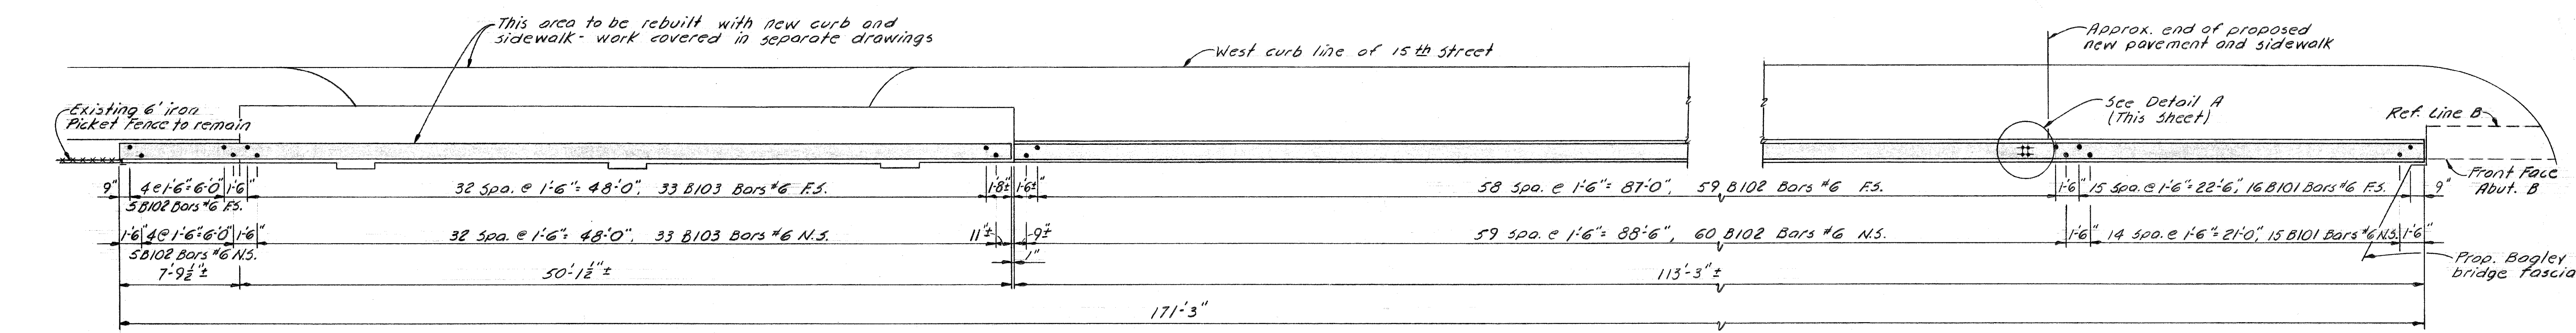 This area to be rebuilt with new curb and
sidewalk - work covered in separate drawings
West curb line of 15 th Street
Approx. end of proposed
new pavement and sidewalk
Existing 6' iron
Picket Fence to remain
See Detail A
(This Sheet)
Ref. Line B
Front Face
Abut. B
9" 4@1'-6"=6'-0" 1'-6" 32 Spa. @ 1'-6"= 48'-0", 33 B103 Bars #6 F.S. 1'-8± 1'-6± 58 Spa. @ 1'-6"= 87'-0", 59 B102 Bars #6 F.S. 1'-6" 15 Spa. @ 1'-6"= 22'-6", 16 B101 Bars #6 F.S. 9"
5 B102 Bars #6 F.S.
1'-6" 4@1'-6"=6'-0" 1'-6" 32 Spa. @ 1'-6"= 48'-0", 33 B103 Bars #6 N.S. 11"± 9"± 59 Spa. @ 1'-6"= 88'-6", 60 B102 Bars #6 N.S. 1'-6" 14 Spa. @ 1'-6"= 21'-0", 15 B101 Bars #6 N.S. 1'-6"
5 B102 Bars #6 N.S.
1"
Prop. Bagley
bridge fascia
7'-9½"± 50'-1½"± 113'-3"±
171'-3"